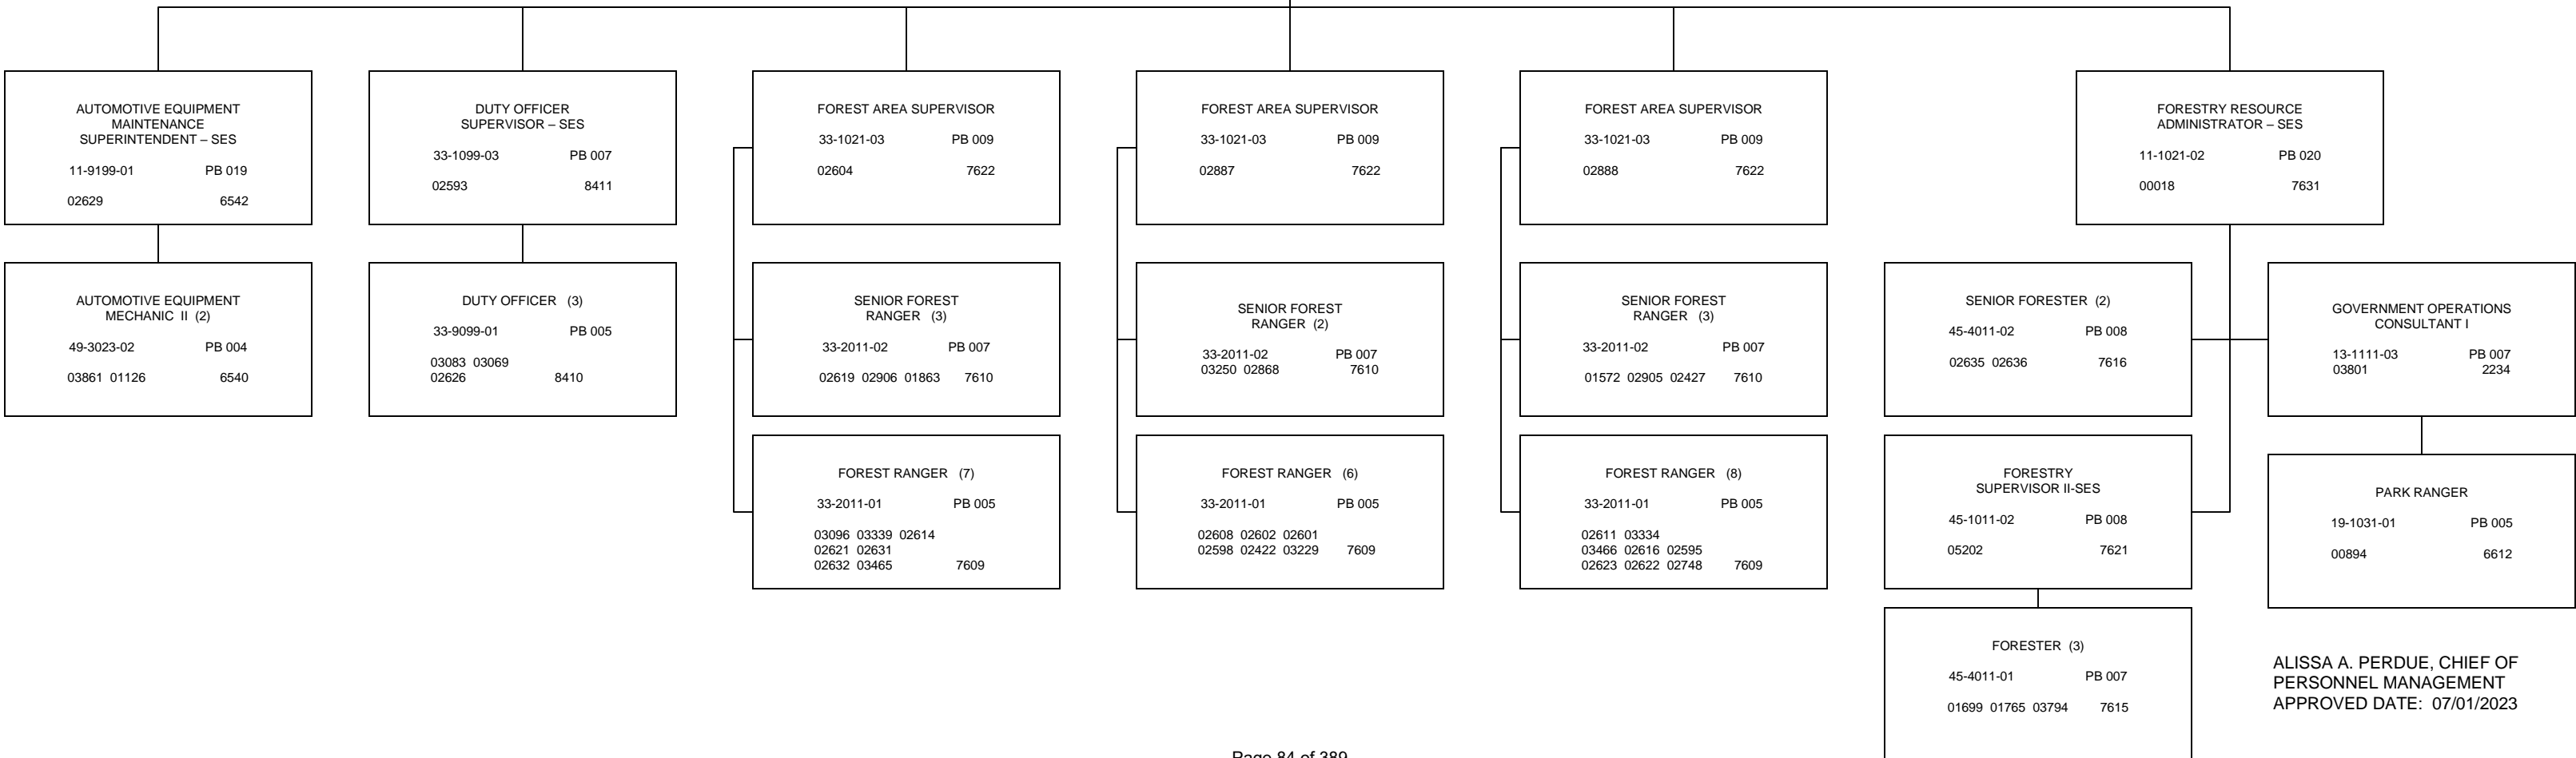 AUTOMOTIVE EQUIPMENT
MAINTENANCE
SUPERINTENDENT – SES
11-9199-01 PB 019
02629 6542
DUTY OFFICER
SUPERVISOR – SES
33-1099-03 PB 007
02593 8411
FOREST AREA SUPERVISOR
33-1021-03 PB 009
02604 7622
FOREST AREA SUPERVISOR
33-1021-03 PB 009
02887 7622
FOREST AREA SUPERVISOR
33-1021-03 PB 009
02888 7622
FORESTRY RESOURCE
ADMINISTRATOR – SES
11-1021-02 PB 020
00018 7631
AUTOMOTIVE EQUIPMENT
MECHANIC II (2)
49-3023-02 PB 004
03861 01126 6540
DUTY OFFICER (3)
33-9099-01 PB 005
03083 03069
02626 8410
SENIOR FOREST
RANGER (3)
33-2011-02 PB 007
02619 02906 01863 7610
SENIOR FOREST
RANGER (2)
33-2011-02 PB 007
03250 02868 7610
SENIOR FOREST
RANGER (3)
33-2011-02 PB 007
01572 02905 02427 7610
SENIOR FORESTER (2)
45-4011-02 PB 008
02635 02636 7616
GOVERNMENT OPERATIONS
CONSULTANT I
13-1111-03 PB 007
03801 2234
FOREST RANGER (7)
33-2011-01 PB 005
03096 03339 02614
02621 02631
02632 03465 7609
FOREST RANGER (6)
33-2011-01 PB 005
02608 02602 02601
02598 02422 03229 7609
FOREST RANGER (8)
33-2011-01 PB 005
02611 03334
03466 02616 02595
02623 02622 02748 7609
FORESTRY
SUPERVISOR II-SES
45-1011-02 PB 008
05202 7621
PARK RANGER
19-1031-01 PB 005
00894 6612
FORESTER (3)
45-4011-01 PB 007
01699 01765 03794 7615
ALISSA A. PERDUE, CHIEF OF
PERSONNEL MANAGEMENT
APPROVED DATE: 07/01/2023
Page 84 of 389